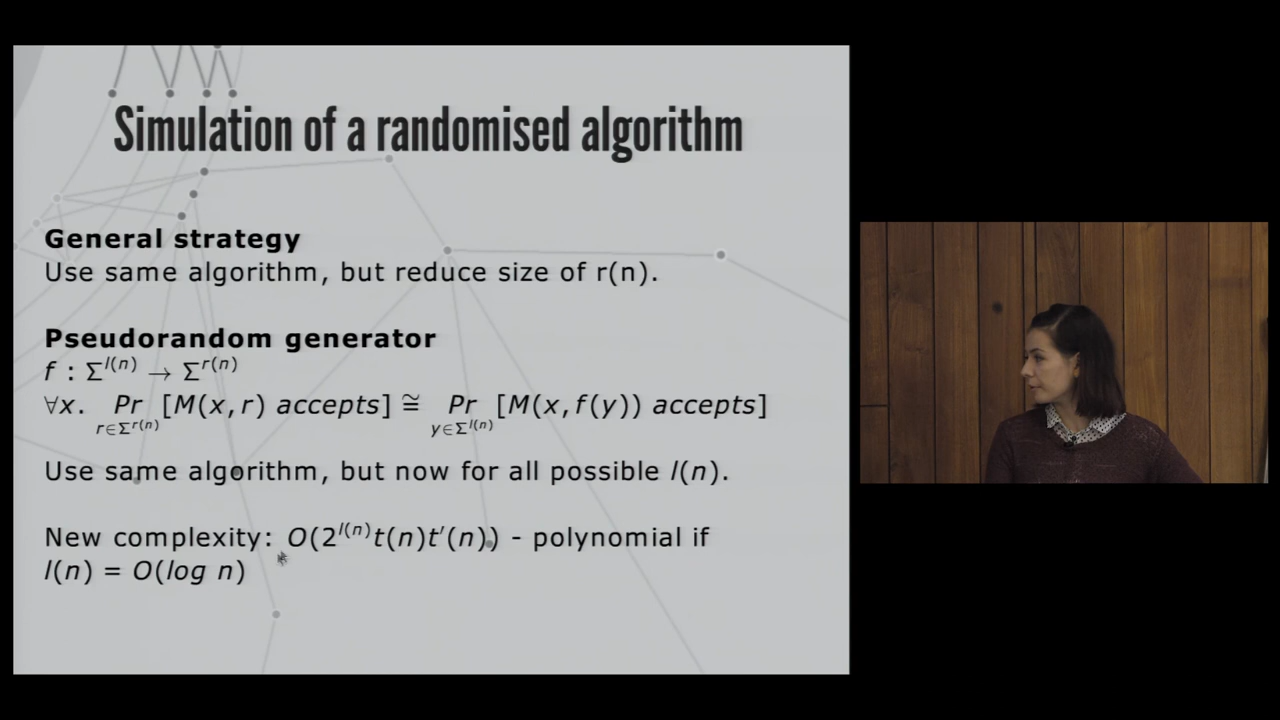 Simulation of a randomised algorithm
General strategy
Use same algorithm, but reduce size of r(n).
Pseudorandom generator
f : Σ^{l(n)} → Σ^{r(n)}
∀x. Pr_{r∈Σ^{r(n)}} [M(x, r) accepts] ≅ Pr_{y∈Σ^{l(n)}} [M(x, f(y)) accepts]
Use same algorithm, but now for all possible l(n).
New complexity: O(2^{l(n)}t(n)t′(n)) - polynomial if
l(n) = O(log n)